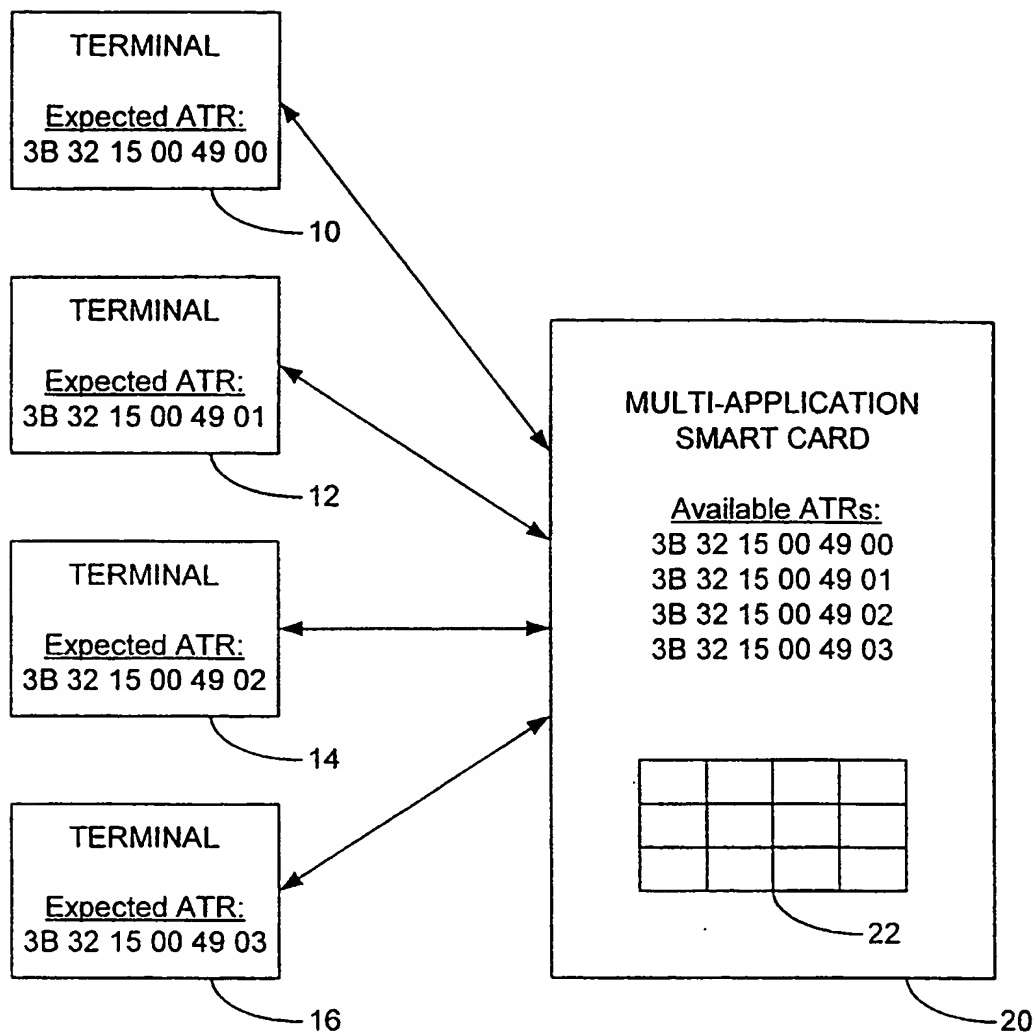 TERMINAL
Expected ATR:
3B 32 15 00 49 00
10
TERMINAL
Expected ATR:
3B 32 15 00 49 01
12
TERMINAL
Expected ATR:
3B 32 15 00 49 02
14
TERMINAL
Expected ATR:
3B 32 15 00 49 03
16
MULTI-APPLICATION
SMART CARD
Available ATRs:
3B 32 15 00 49 00
3B 32 15 00 49 01
3B 32 15 00 49 02
3B 32 15 00 49 03
22
20